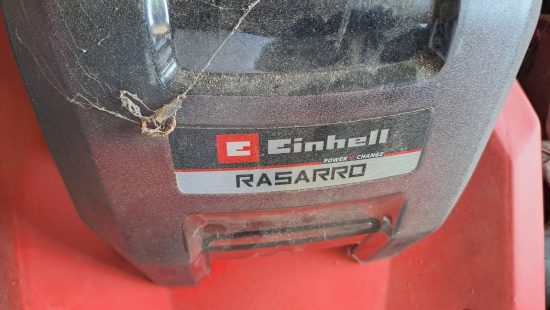 Einhell
POWER X CHANGE
RASARRO